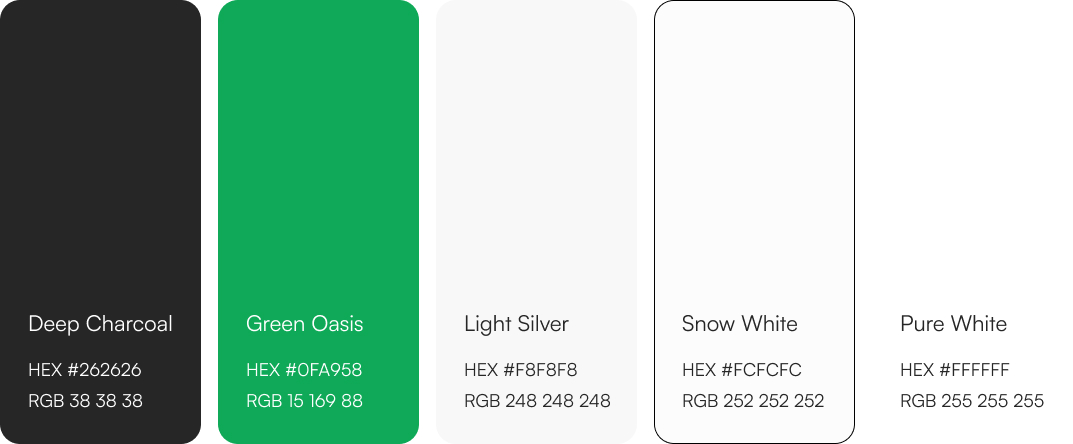 Deep Charcoal
HEX #262626
RGB 38 38 38
Green Oasis
HEX #0FA958
RGB 15 169 88
Light Silver
HEX #F8F8F8
RGB 248 248 248
Snow White
HEX #FCFCFC
RGB 252 252 252
Pure White
HEX #FFFFFF
RGB 255 255 255